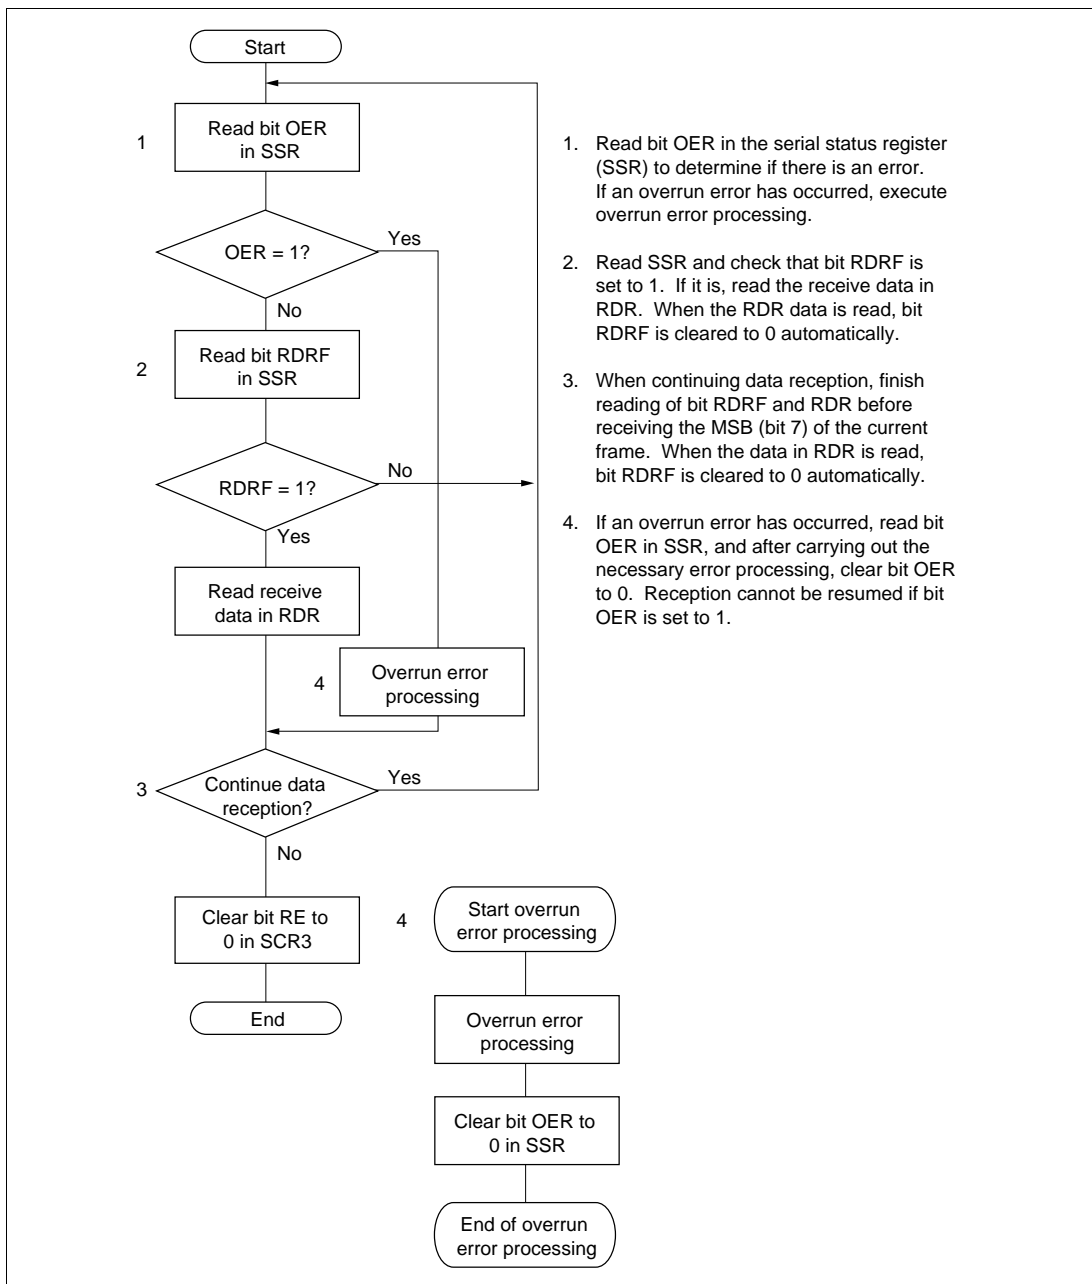 Start
1
Read bit OER
in SSR
OER = 1?
Yes
No
2
Read bit RDRF
in SSR
RDRF = 1?
No
Yes
Read receive
data in RDR
4
Overrun error
processing
3
Continue data
reception?
Yes
No
Clear bit RE to
0 in SCR3
End
4
Start overrun
error processing
Overrun error
processing
Clear bit OER to
0 in SSR
End of overrun
error processing
1. Read bit OER in the serial status register
(SSR) to determine if there is an error.
If an overrun error has occurred, execute
overrun error processing.
2. Read SSR and check that bit RDRF is
set to 1. If it is, read the receive data in
RDR. When the RDR data is read, bit
RDRF is cleared to 0 automatically.
3. When continuing data reception, finish
reading of bit RDRF and RDR before
receiving the MSB (bit 7) of the current
frame. When the data in RDR is read,
bit RDRF is cleared to 0 automatically.
4. If an overrun error has occurred, read bit
OER in SSR, and after carrying out the
necessary error processing, clear bit OER
to 0. Reception cannot be resumed if bit
OER is set to 1.